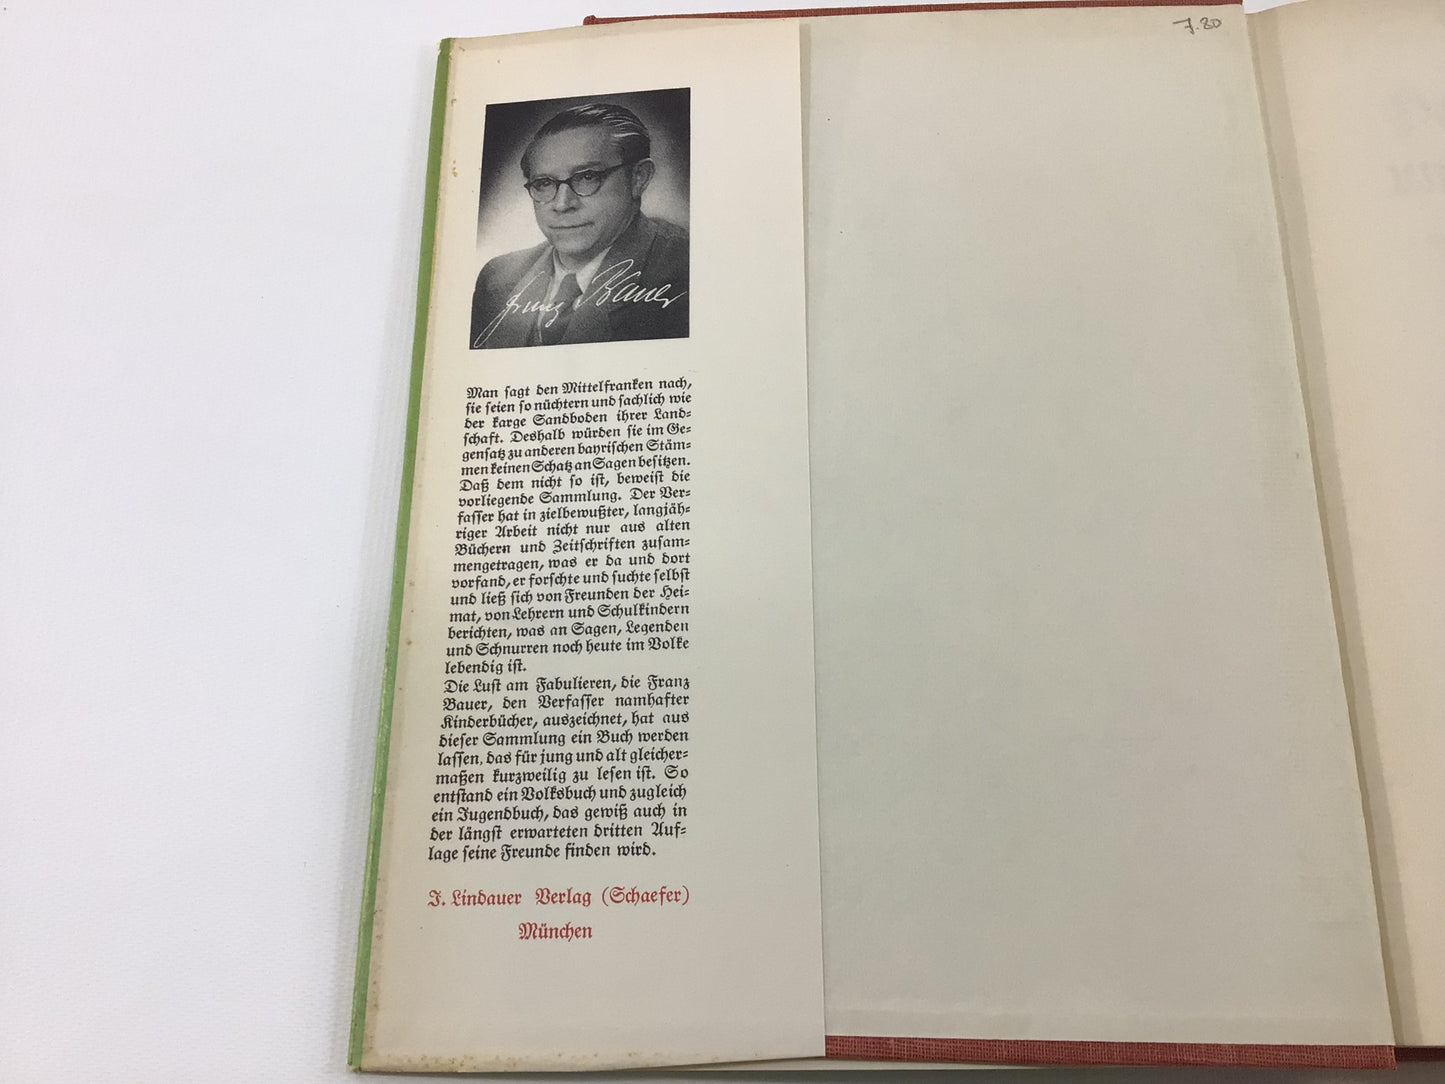 7.80
Franz Bauer
Man sagt den Mittelfranken nach,
sie seien so nüchtern und sachlich wie
der karge Sandboden ihrer Land-
schaft. Deshalb würden sie im Ge-
gensatz zu anderen bayrischen Stäm-
men keinen Schatz an Sagen besitzen.
Daß dem nicht so ist, beweist die
vorliegende Sammlung. Der Ver-
fasser hat in zielbewußter, langjäh-
riger Arbeit nicht nur aus alten
Büchern und Zeitschriften zusam-
mengetragen, was er da und dort
vorfand, er forschte und suchte selbst
und ließ sich von Freunden der Hei-
mat, von Lehrern und Schulkindern
berichten, was an Sagen, Legenden
und Schnurren noch heute im Volke
lebendig ist.
Die Lust am Fabulieren, die Franz
Bauer, den Verfasser namhafter
Kinderbücher, auszeichnet, hat aus
dieser Sammlung ein Buch werden
lassen, das für jung und alt gleicher-
maßen kurzweilig zu lesen ist. So
entstand ein Volksbuch und zugleich
ein Jugendbuch, das gewiß auch in
der längst erwarteten dritten Auf-
lage seine Freunde finden wird.
J. Lindauer Verlag (Schaefer)
München